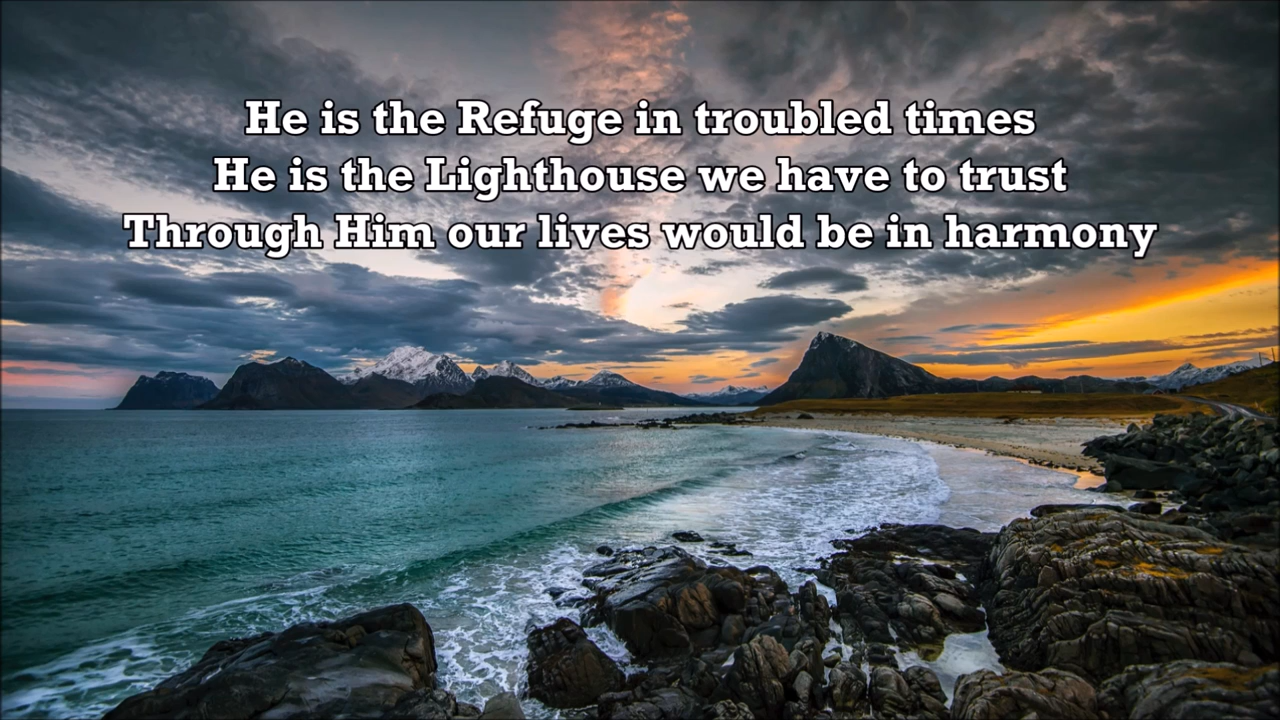 He is the Refuge in troubled times
He is the Lighthouse we have to trust
Through Him our lives would be in harmony